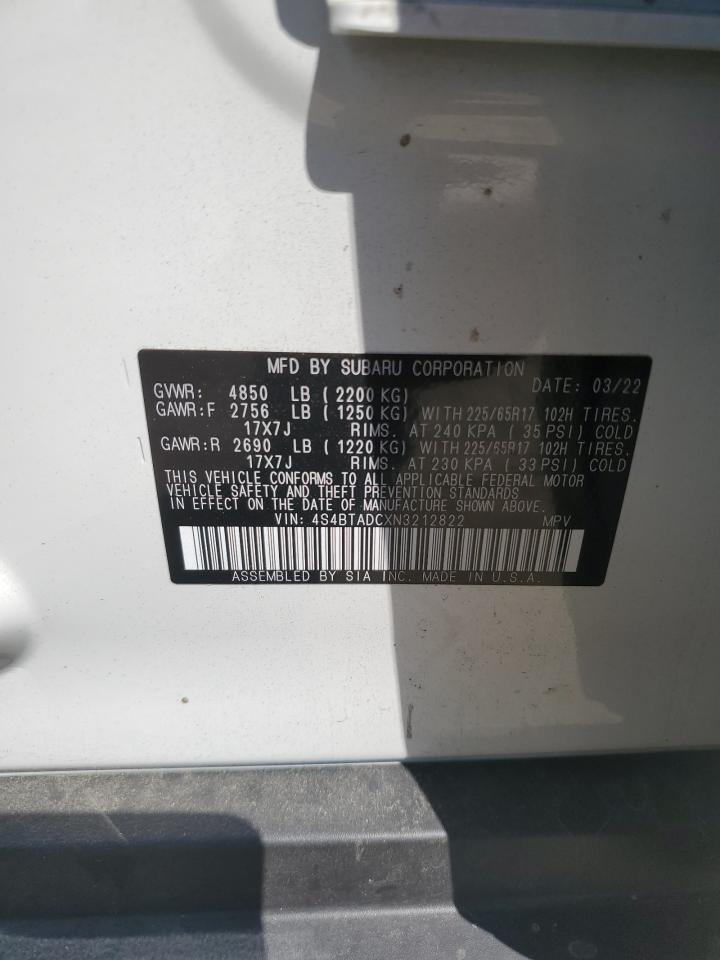 MFD BY SUBARU CORPORATION
DATE: 03/22
GVWR: 4850 LB ( 2200 KG)
GAWR:F 2756 LB ( 1250 KG) WITH 225/65R17 102H TIRES.
17X7J RIMS. AT 240 KPA ( 35 PSI) COLD
GAWR:R 2690 LB ( 1220 KG) WITH 225/65R17 102H TIRES.
17X7J RIMS. AT 230 KPA ( 33 PSI) COLD
THIS VEHICLE CONFORMS TO ALL APPLICABLE FEDERAL MOTOR
VEHICLE SAFETY AND THEFT PREVENTION STANDARDS
IN EFFECT ON THE DATE OF MANUFACTURE SHOWN ABOVE.
VIN: 4S4BTADCXN3212822 MPV
ASSEMBLED BY SIA INC. MADE IN U.S.A.